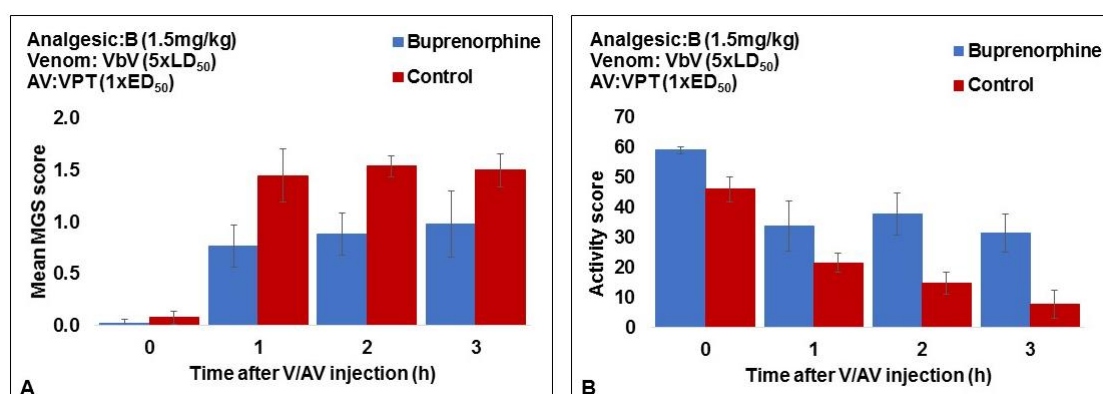 Analgesic:B (1.5mg/kg)
Venom: VbV (5xLD50)
AV:VPT (1xED50)
Buprenorphine
Control
Mean MGS score
2.0
1.5
1.0
0.5
0.0
0 1 2 3
Time after V/AV injection (h)
A
Analgesic:B (1.5mg/kg)
Venom: VbV (5xLD50)
AV:VPT (1xED50)
Buprenorphine
Control
Activity score
70
60
50
40
30
20
10
0
0 1 2 3
Time after V/AV injection (h)
B